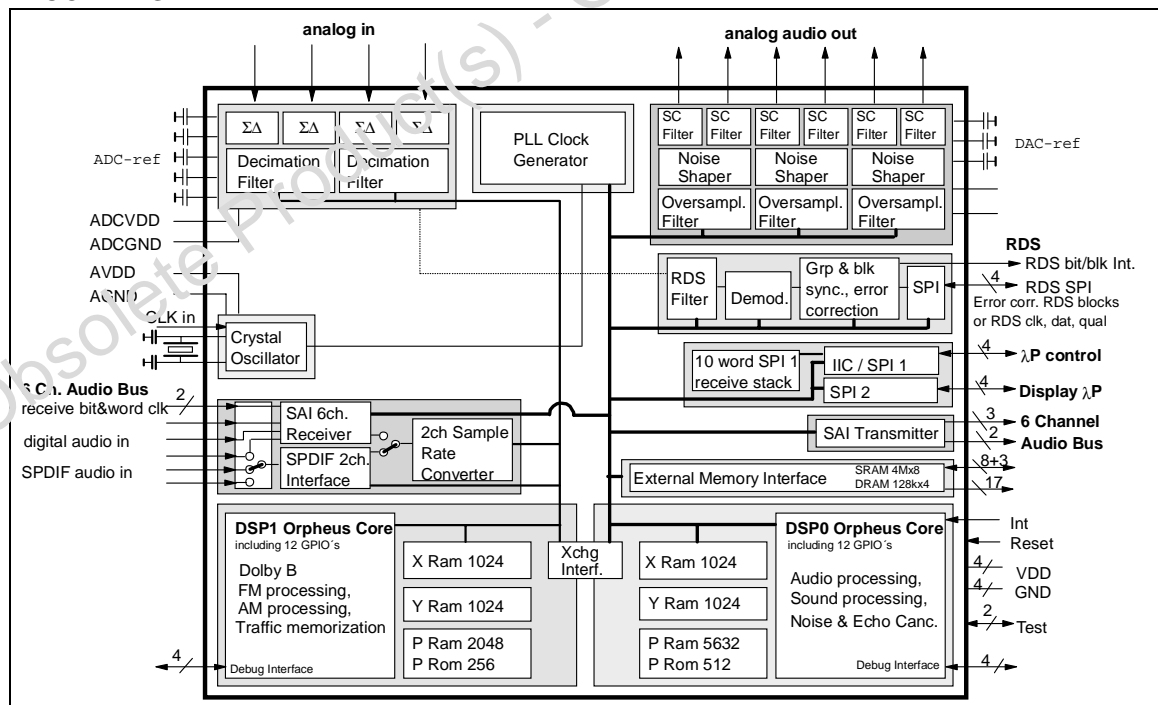 analog in
analog audio out
ΣΔ ΣΔ ΣΔ ΣΔ
Decimation Filter
Decimation Filter
ADC-ref
ADCVDD
ADCGND
AVDD
AGND
CLK in
Crystal Oscillator
PLL Clock Generator
SC Filter
SC Filter
SC Filter
SC Filter
SC Filter
SC Filter
Noise Shaper
Noise Shaper
Noise Shaper
Oversampl. Filter
Oversampl. Filter
Oversampl. Filter
DAC-ref
RDS
RDS Filter
Demod.
Grp & blk sync., error correction
SPI
RDS bit/blk Int.
4
RDS SPI
Error corr. RDS blocks
or RDS clk, dat, qual
10 word SPI 1 receive stack
IIC / SPI 1
SPI 2
4
λP control
4
Display λP
6 Ch. Audio Bus
receive bit&word clk
2
digital audio in
SPDIF audio in
SAI 6ch. Receiver
SPDIF 2ch. Interface
2ch Sample Rate Converter
SAI Transmitter
3
6 Channel
2
Audio Bus
External Memory Interface
SRAM 4Mx8
DRAM 128kx4
8+3
17
DSP1 Orpheus Core
including 12 GPIO´s
Dolby B
FM processing,
AM processing,
Traffic memorization
Debug Interface
4
X Ram 1024
Y Ram 1024
P Ram 2048
P Rom 256
Xchg Interf.
X Ram 1024
Y Ram 1024
P Ram 5632
P Rom 512
DSP0 Orpheus Core
including 12 GPIO´s
Audio processing,
Sound processing,
Noise & Echo Canc.
Debug Interface
Int
Reset
4
VDD
4
GND
2
Test
4
Obsolete Product(s) -